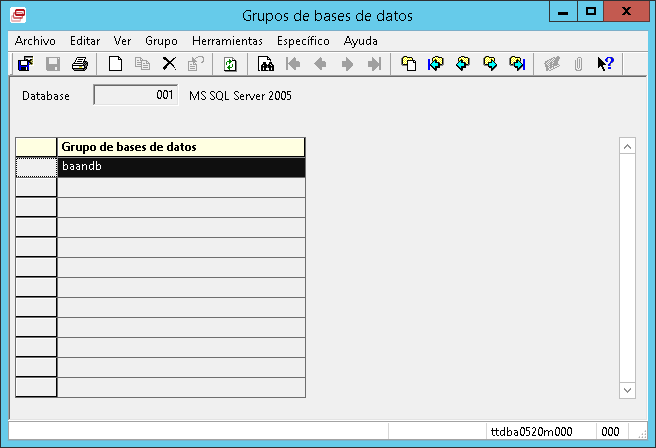 Grupos de bases de datos
Archivo Editar Ver Grupo Herramientas Específico Ayuda
Database 001 MS SQL Server 2005
Grupo de bases de datos
baandb
ttdba0520m000 000